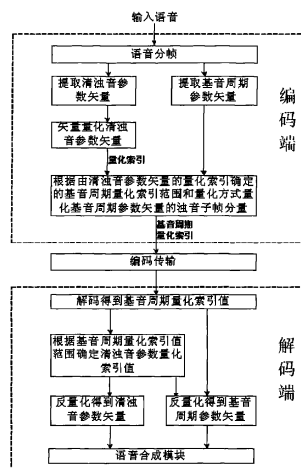 输入语音
语音分帧
提取清浊音参
数矢量
提取基音周期
参数矢量
矢量量化清浊
音参数矢量
量化索引
根据由清浊音参数矢量的量化索引确定
的基音周期量化索引范围和量化方式量
化基音周期参数矢量的浊音子帧分量
基音周期
量化索引
编码端
编码传输
解码得到基音周期量化索引值
根据基音周期量化索引值
范围确定清浊音参数量化
索引值
反量化得到清浊
音参数矢量
反量化得到基音
周期参数矢量
语音合成模块
解码端